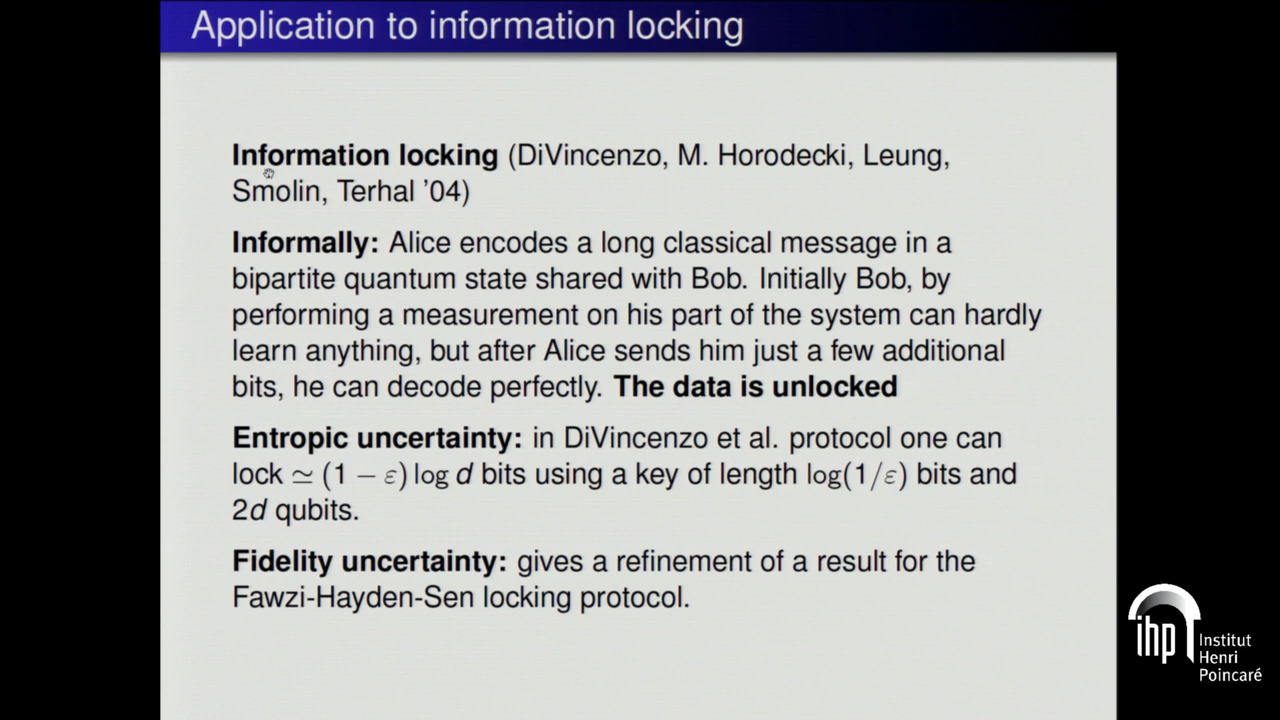 Application to information locking
Information locking (DiVincenzo, M. Horodecki, Leung,
Smolin, Terhal '04)
Informally: Alice encodes a long classical message in a
bipartite quantum state shared with Bob. Initially Bob, by
performing a measurement on his part of the system can hardly
learn anything, but after Alice sends him just a few additional
bits, he can decode perfectly. The data is unlocked
Entropic uncertainty: in DiVincenzo et al. protocol one can
lock ≃ (1 − ε) log d bits using a key of length log(1/ε) bits and
2d qubits.
Fidelity uncertainty: gives a refinement of a result for the
Fawzi-Hayden-Sen locking protocol.
ihp Institut
Henri
Poincaré